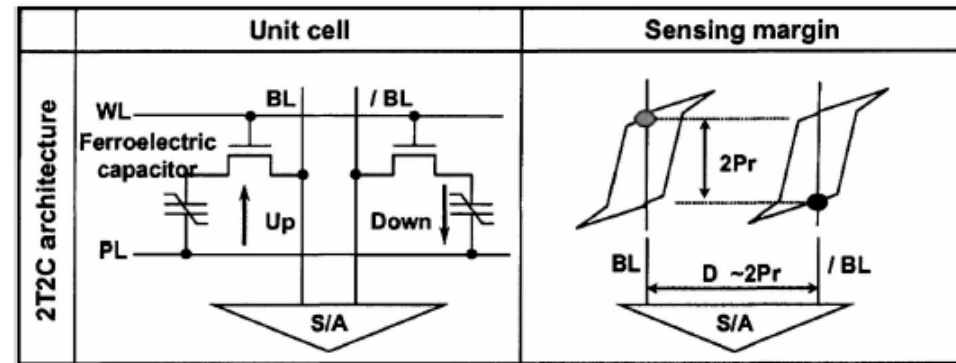 Unit cell
Sensing margin
2T2C architecture
WL
BL
/ BL
Ferroelectric
capacitor
Up
Down
PL
S/A
2Pr
BL
D ~2Pr
/ BL
S/A